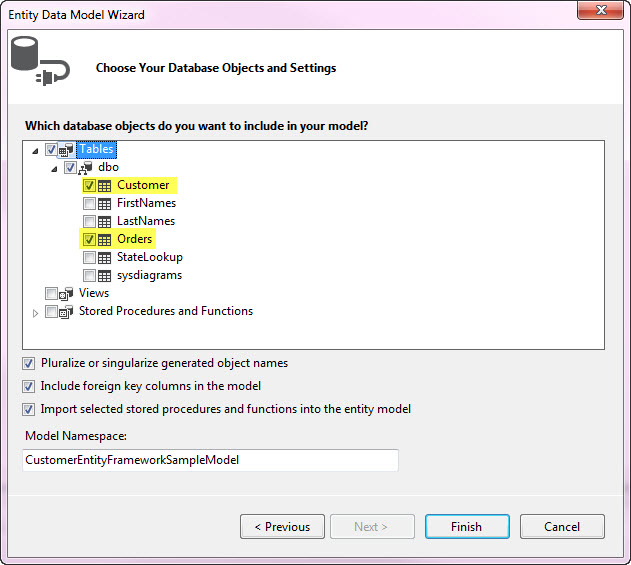 Entity Data Model Wizard
Choose Your Database Objects and Settings
Which database objects do you want to include in your model?
Tables
dbo
Customer
FirstNames
LastNames
Orders
StateLookup
sysdiagrams
Views
Stored Procedures and Functions
Pluralize or singularize generated object names
Include foreign key columns in the model
Import selected stored procedures and functions into the entity model
Model Namespace:
CustomerEntityFrameworkSampleModel
< Previous Next > Finish Cancel